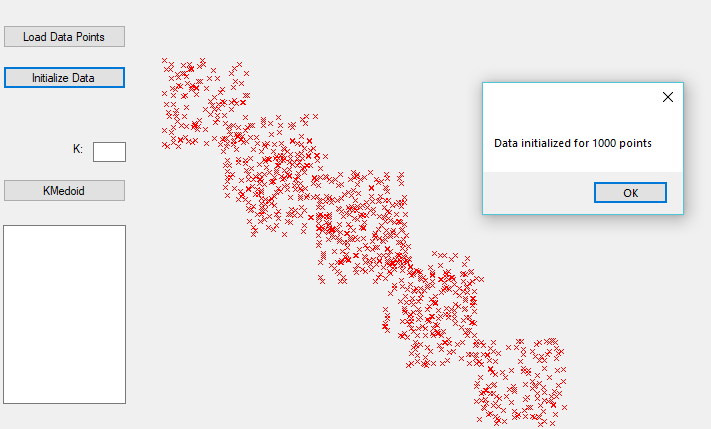 Load Data Points
Initialize Data
K:
KMedoid
Data initialized for 1000 points
OK